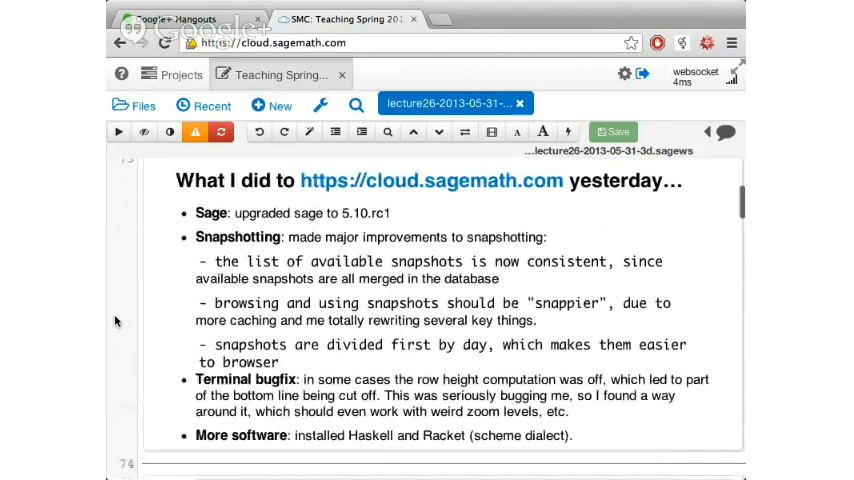 Google+ Hangouts
SMC: Teaching Spring 201
Google+
https://cloud.sagemath.com
Projects
Teaching Spring...
websocket
4ms
Files
Recent
New
lecture26-2013-05-31-...
A
A
Save
...lecture26-2013-05-31-3d.sagews
73
What I did to https://cloud.sagemath.com yesterday...
• Sage: upgraded sage to 5.10.rc1
• Snapshotting: made major improvements to snapshotting:
- the list of available snapshots is now consistent, since
available snapshots are all merged in the database
- browsing and using snapshots should be "snappier", due to
more caching and me totally rewriting several key things.
- snapshots are divided first by day, which makes them easier
to browser
• Terminal bugfix: in some cases the row height computation was off, which led to part
of the bottom line being cut off. This was seriously bugging me, so I found a way
around it, which should even work with weird zoom levels, etc.
• More software: installed Haskell and Racket (scheme dialect).
74